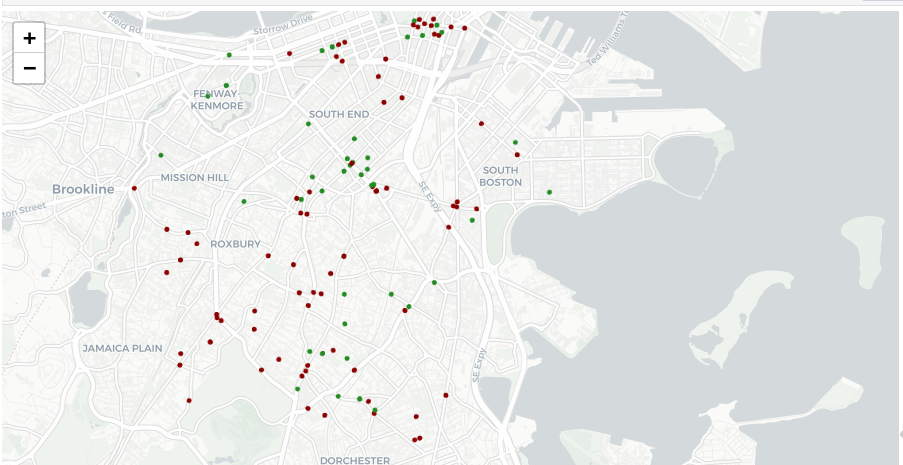 +
Field Rd
Storrow Drive
Ted Williams T
−
FENWAY-
KENMORE
SOUTH END
MISSION HILL
SOUTH
BOSTON
Brookline
ton Street
SE Expy
ROXBURY
JAMAICA PLAIN
SE Expy
DORCHESTER